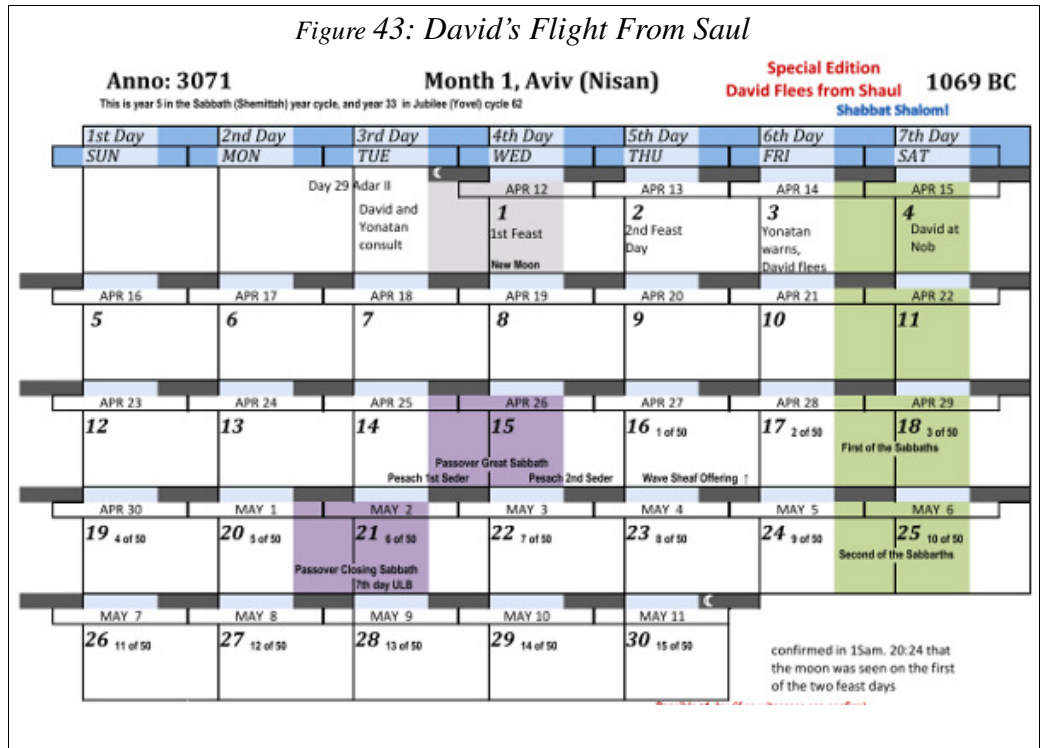 Figure 43: David's Flight From Saul
Anno: 3071
Month 1, Aviv (Nisan)
Special Edition
David Flees from Shaul
1069 BC
This is year 5 in the Sabbath (Shemittah) year cycle, and year 33 in Jubilee (Yovel) cycle 62
Shabbat Shalom!
1st Day 2nd Day 3rd Day 4th Day 5th Day 6th Day 7th Day
SUN MON TUE WED THU FRI SAT
Day 29 Adar II
David and
Yonatan
consult
APR 12 APR 13 APR 14 APR 15
1
1st Feast
New Moon
2
2nd Feast
Day
3
Yonatan
warns,
David flees
4
David at
Nob
APR 16 APR 17 APR 18 APR 19 APR 20 APR 21 APR 22
5 6 7 8 9 10 11
APR 23 APR 24 APR 25 APR 26 APR 27 APR 28 APR 29
12 13 14 15 16 1 of 50 17 2 of 50 18 3 of 50
First of the Sabbaths
Passover Great Sabbath
Pesach 1st Seder Pesach 2nd Seder Wave Sheaf Offering ↑
APR 30 MAY 1 MAY 2 MAY 3 MAY 4 MAY 5 MAY 6
19 4 of 50 20 5 of 50 21 6 of 50 22 7 of 50 23 8 of 50 24 9 of 50 25 10 of 50
Second of the Sabbarths
Passover Closing Sabbath
7th day ULB
MAY 7 MAY 8 MAY 9 MAY 10 MAY 11
26 11 of 50 27 12 of 50 28 13 of 50 29 14 of 50 30 15 of 50
confirmed in 1Sam. 20:24 that
the moon was seen on the first
of the two feast days